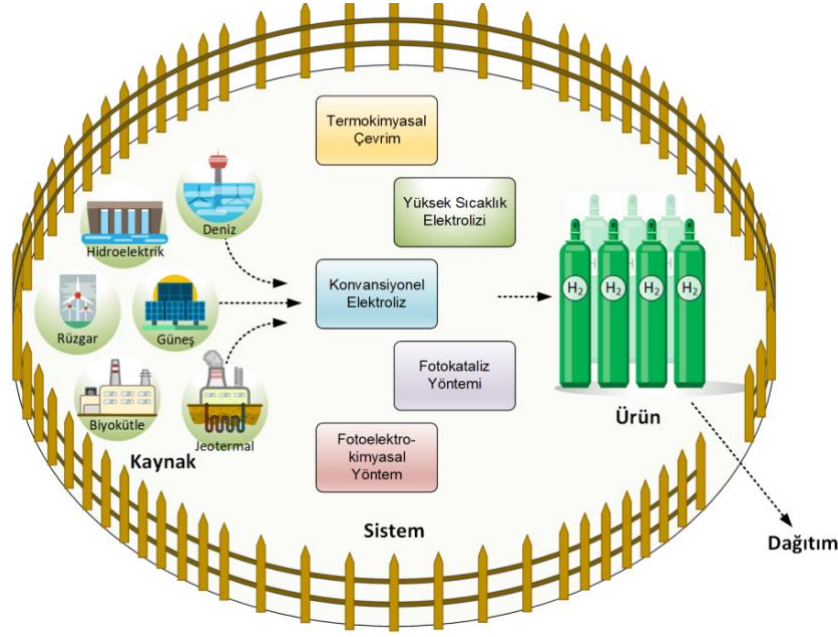 Termokimyasal
Çevrim
Yüksek Sıcaklık
Elektrolizi
Deniz
Hidroelektrik
Konvansiyonel
Elektroliz
Rüzgar
Güneş
Fotokataliz
Yöntemi
Biyokütle
Jeotermal
Kaynak
Fotoelektro-
kimyasal
Yöntem
Sistem
H2
H2
H2
H2
Ürün
Dağıtım